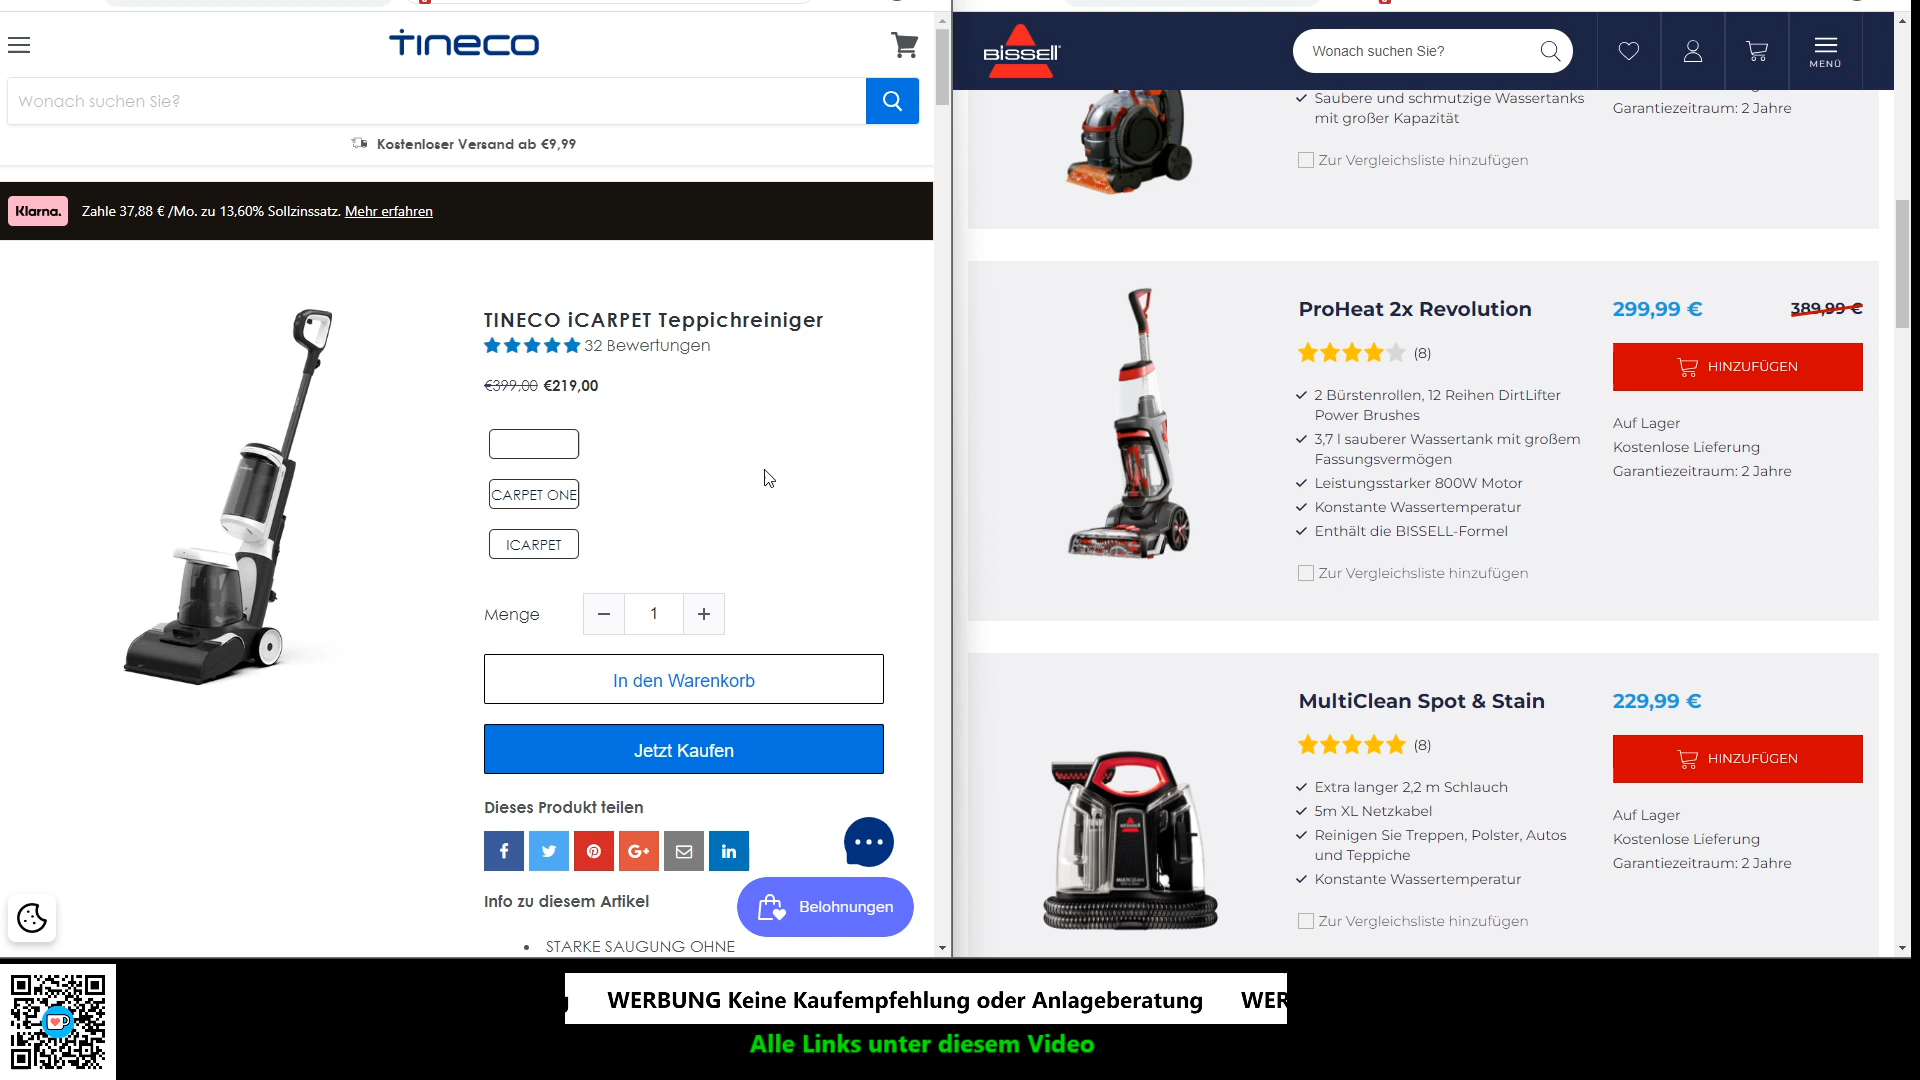 TINECO
Wonach suchen Sie?
Kostenloser Versand ab €9,99
Klarna.
Zahle 37,88 € /Mo. zu 13,60% Sollzinssatz. Mehr erfahren
TINECO iCARPET Teppichreiniger
32 Bewertungen
€399,00 €219,00
CARPET ONE
ICARPET
Menge
1
In den Warenkorb
Jetzt Kaufen
Dieses Produkt teilen
Info zu diesem Artikel
Belohnungen
STARKE SAUGUNG OHNE
BISSELL
Wonach suchen Sie?
MENÜ
Saubere und schmutzige Wassertanks
mit großer Kapazität
Garantiezeitraum: 2 Jahre
Zur Vergleichsliste hinzufügen
ProHeat 2x Revolution
299,99 €
389,99 €
(8)
HINZUFÜGEN
2 Bürstenrollen, 12 Reihen DirtLifter
Power Brushes
3,7 l sauberer Wassertank mit großem
Fassungsvermögen
Leistungsstarker 800W Motor
Konstante Wassertemperatur
Enthält die BISSELL-Formel
Auf Lager
Kostenlose Lieferung
Garantiezeitraum: 2 Jahre
Zur Vergleichsliste hinzufügen
MultiClean Spot & Stain
229,99 €
(8)
HINZUFÜGEN
Extra langer 2,2 m Schlauch
5m XL Netzkabel
Reinigen Sie Treppen, Polster, Autos
und Teppiche
Konstante Wassertemperatur
Auf Lager
Kostenlose Lieferung
Garantiezeitraum: 2 Jahre
Zur Vergleichsliste hinzufügen
WERBUNG Keine Kaufempfehlung oder Anlageberatung WER
Alle Links unter diesem Video